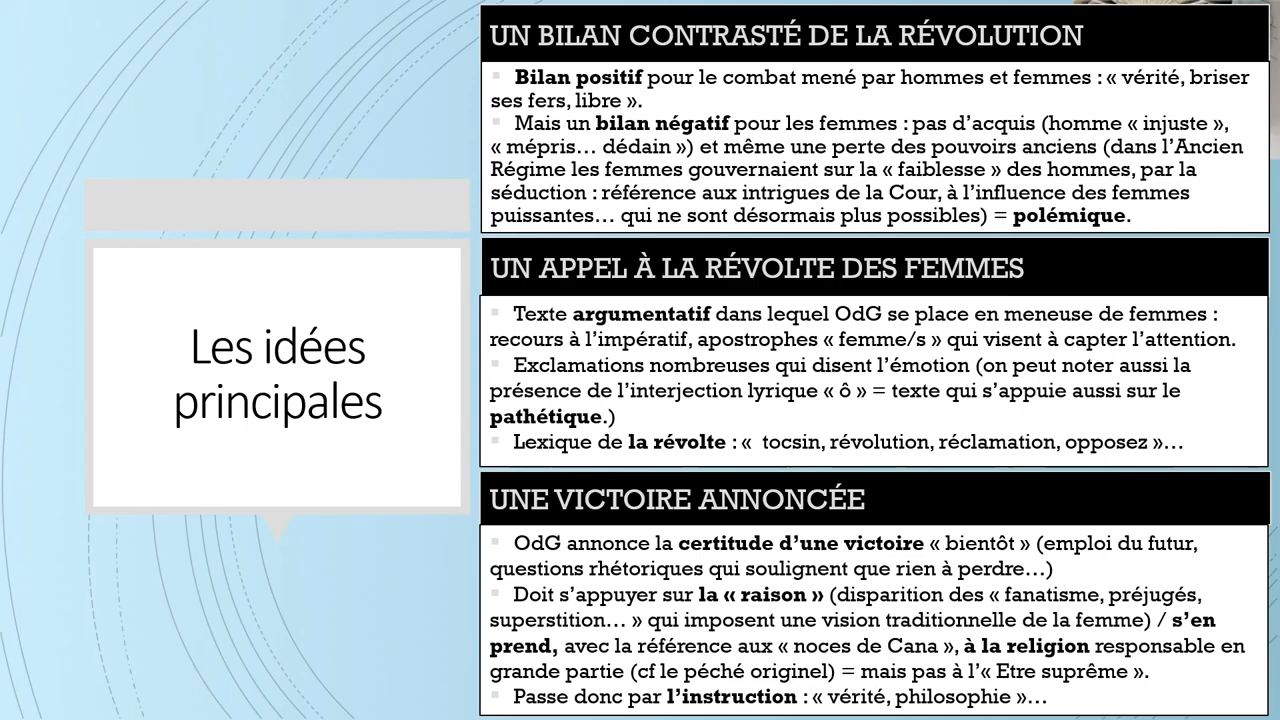 Les idées
principales
UN BILAN CONTRASTÉ DE LA RÉVOLUTION
Bilan positif pour le combat mené par hommes et femmes : « vérité, briser
ses fers, libre ».
Mais un bilan négatif pour les femmes : pas d’acquis (homme « injuste »,
« mépris… dédain ») et même une perte des pouvoirs anciens (dans l’Ancien
Régime les femmes gouvernaient sur la « faiblesse » des hommes, par la
séduction : référence aux intrigues de la Cour, à l’influence des femmes
puissantes… qui ne sont désormais plus possibles) = polémique.
UN APPEL À LA RÉVOLTE DES FEMMES
Texte argumentatif dans lequel OdG se place en meneuse de femmes :
recours à l’impératif, apostrophes « femme/s » qui visent à capter l’attention.
Exclamations nombreuses qui disent l’émotion (on peut noter aussi la
présence de l’interjection lyrique « ô » = texte qui s’appuie aussi sur le
pathétique.)
Lexique de la révolte : « tocsin, révolution, réclamation, opposez »…
UNE VICTOIRE ANNONCÉE
OdG annonce la certitude d’une victoire « bientôt » (emploi du futur,
questions rhétoriques qui soulignent que rien à perdre…)
Doit s’appuyer sur la « raison » (disparition des « fanatisme, préjugés,
superstition… » qui imposent une vision traditionnelle de la femme) / s’en
prend, avec la référence aux « noces de Cana », à la religion responsable en
grande partie (cf le péché originel) = mais pas à l’« Etre suprême ».
Passe donc par l’instruction : « vérité, philosophie »…